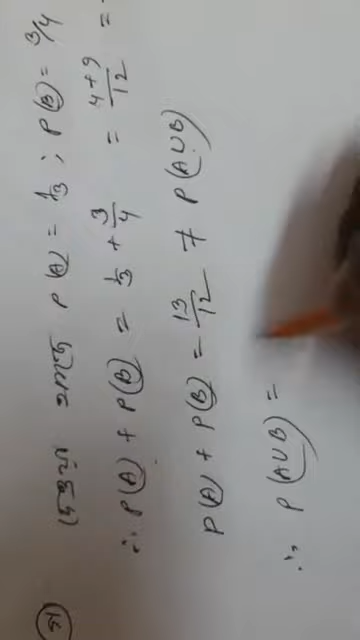 দেওয়া আছে P(A) = 1/3 ; P(B) = 3/4
∴ P(A) + P(B) = 1/3 + 3/4 = 4+9/12 =
P(A) + P(B) = 13/12 ≠ P(A∪B)
∴ P(A∪B) =